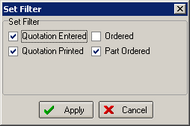 Set Filter
Set Filter
Quotation Entered Ordered
Quotation Printed Part Ordered
Apply Cancel